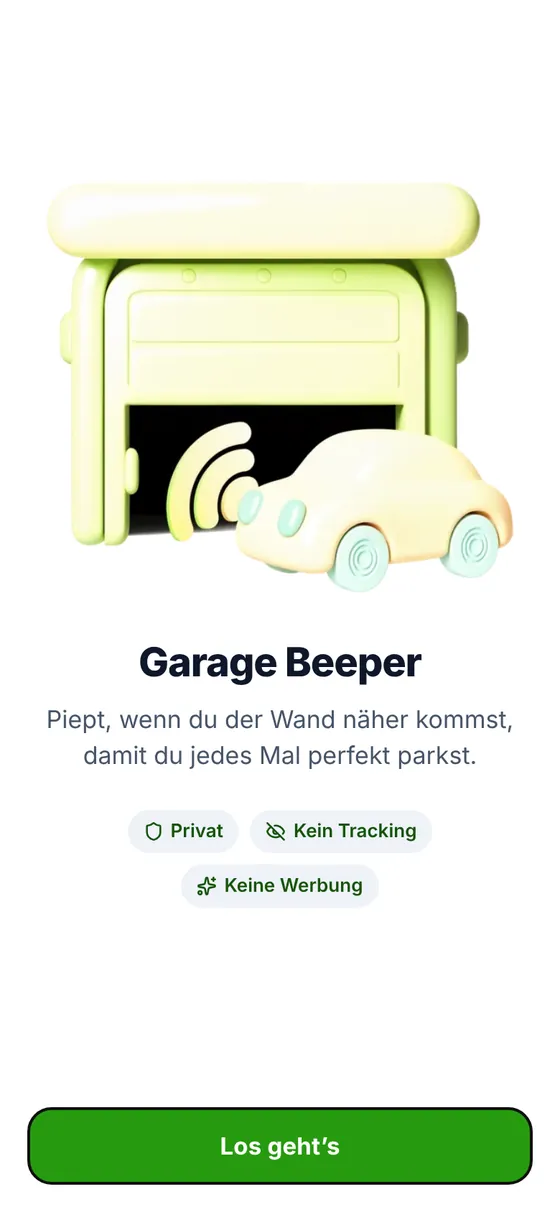 Garage Beeper
Piept, wenn du der Wand näher kommst,
damit du jedes Mal perfekt parkst.
Privat
Kein Tracking
Keine Werbung
Los geht’s